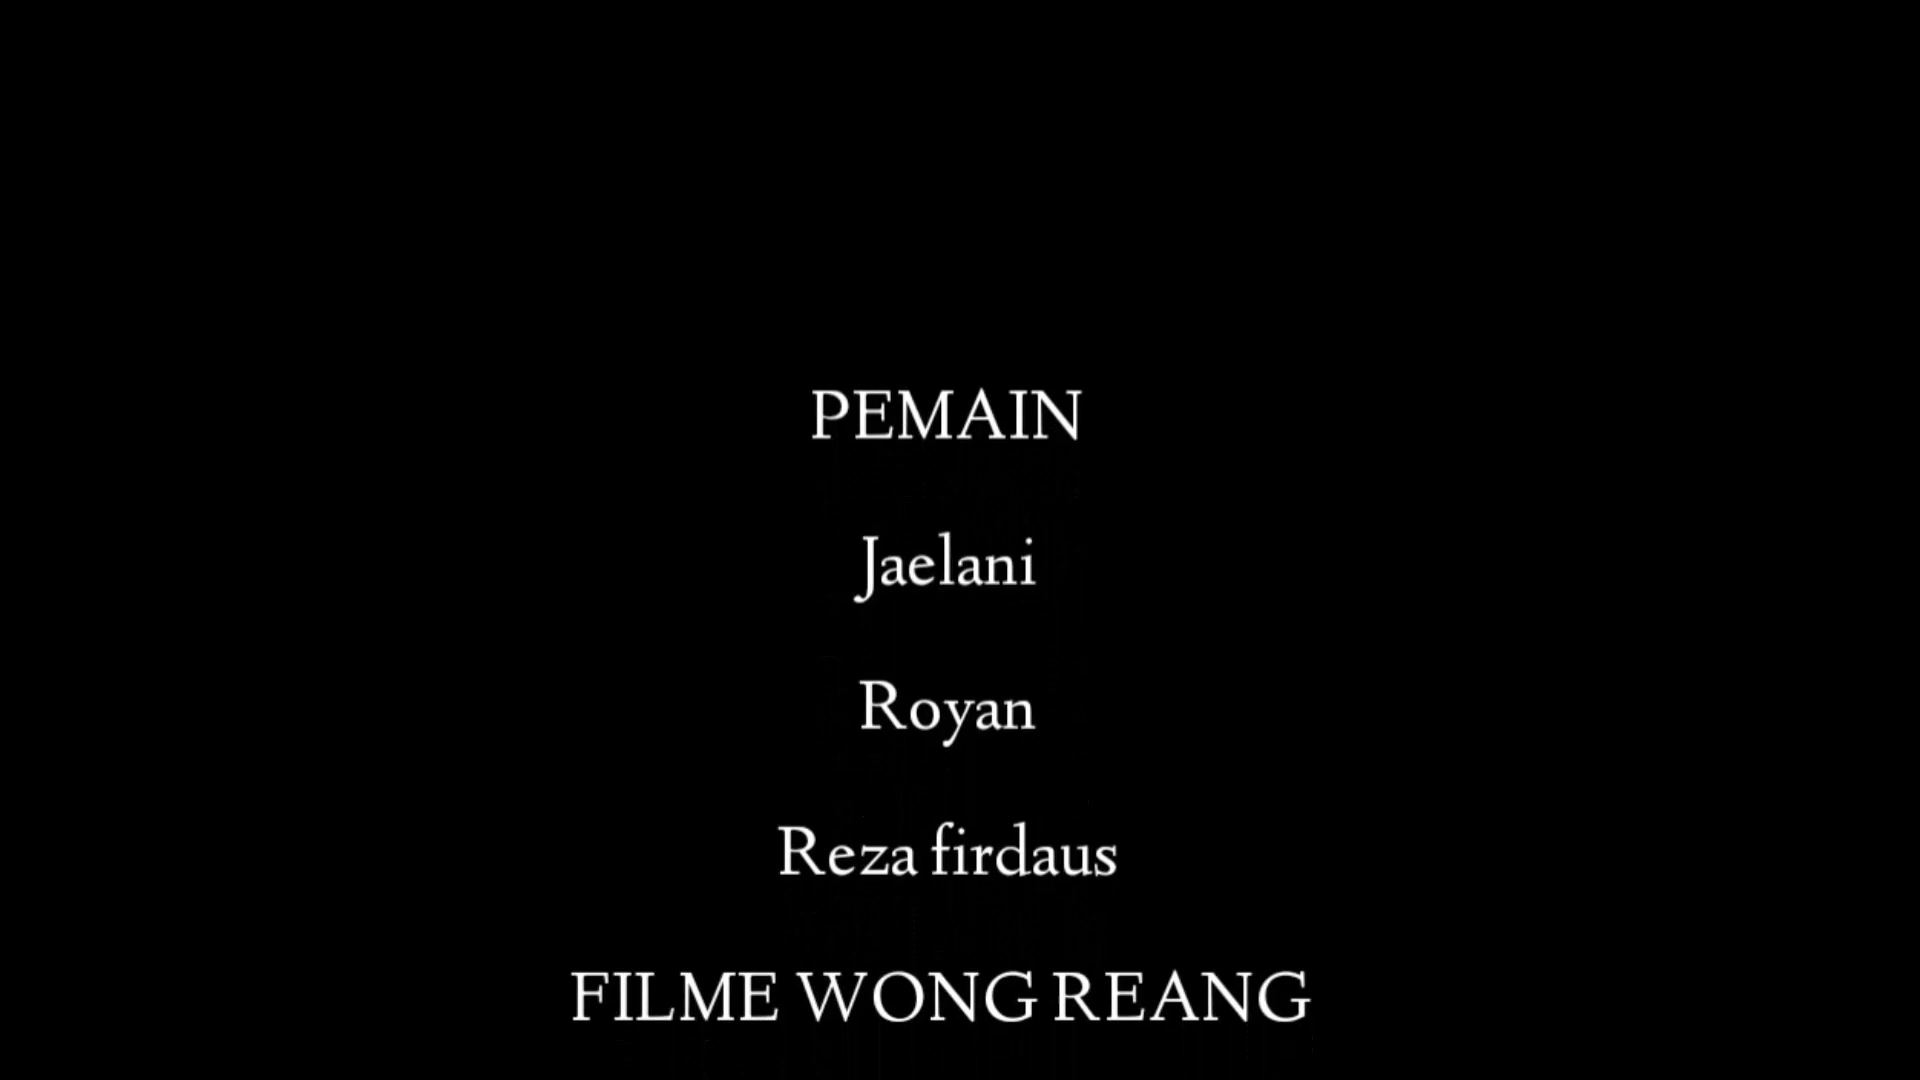 PEMAIN
Jaelani
Royan
Reza firdaus
FILME WONG REANG